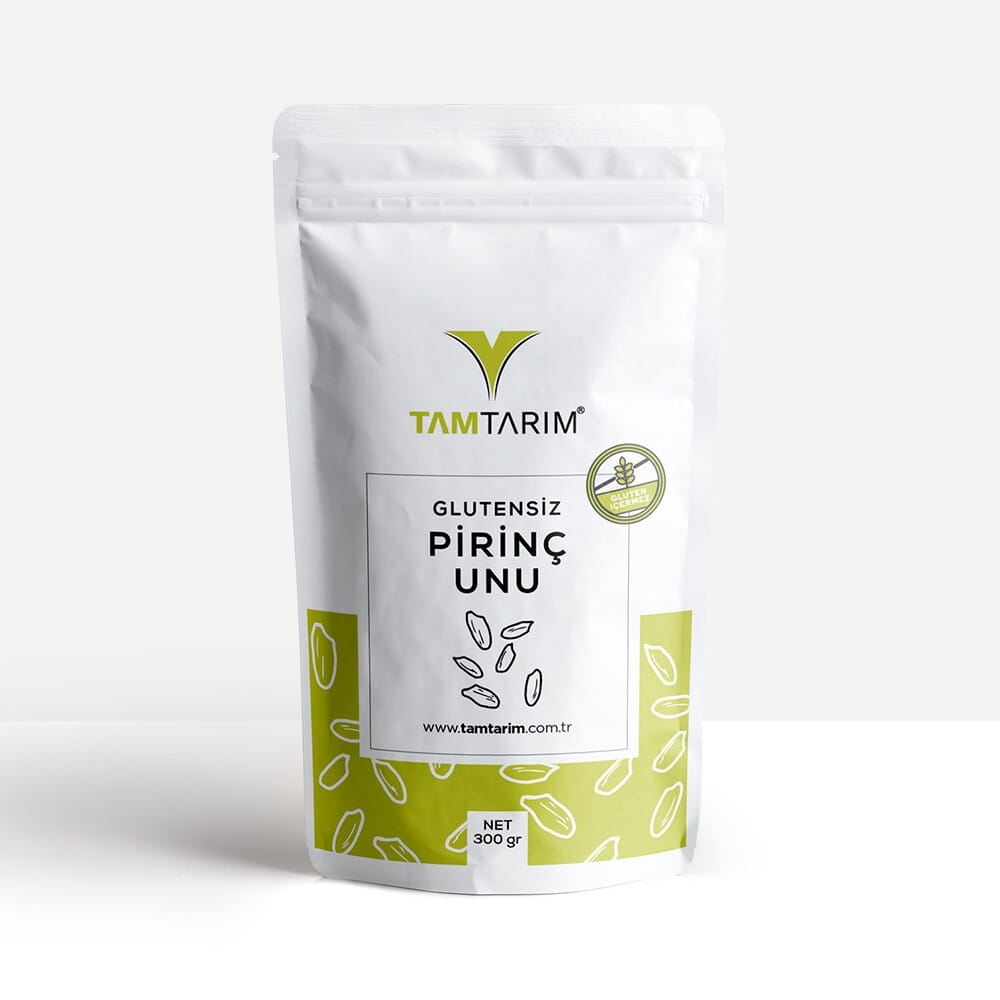 TAMTARIM®
GLUTEN
İÇERMEZ
GLUTENSİZ
PİRİNÇ
UNU
www.tamtarim.com.tr
NET
300 gr